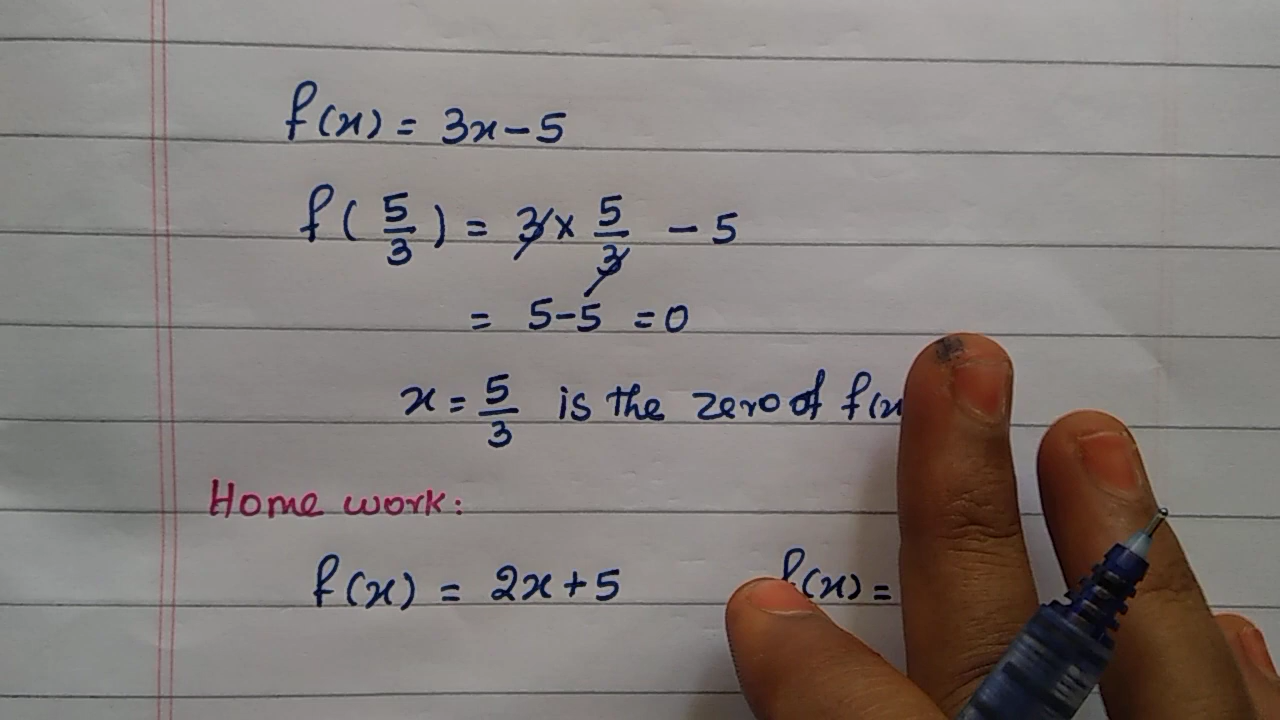 f(x) = 3x-5
f( 5/3 ) = 3 x 5/3 - 5
= 5-5 = 0
x = 5/3 is the zero of f(x
Home work:
f(x) = 2x+5 f(x) =